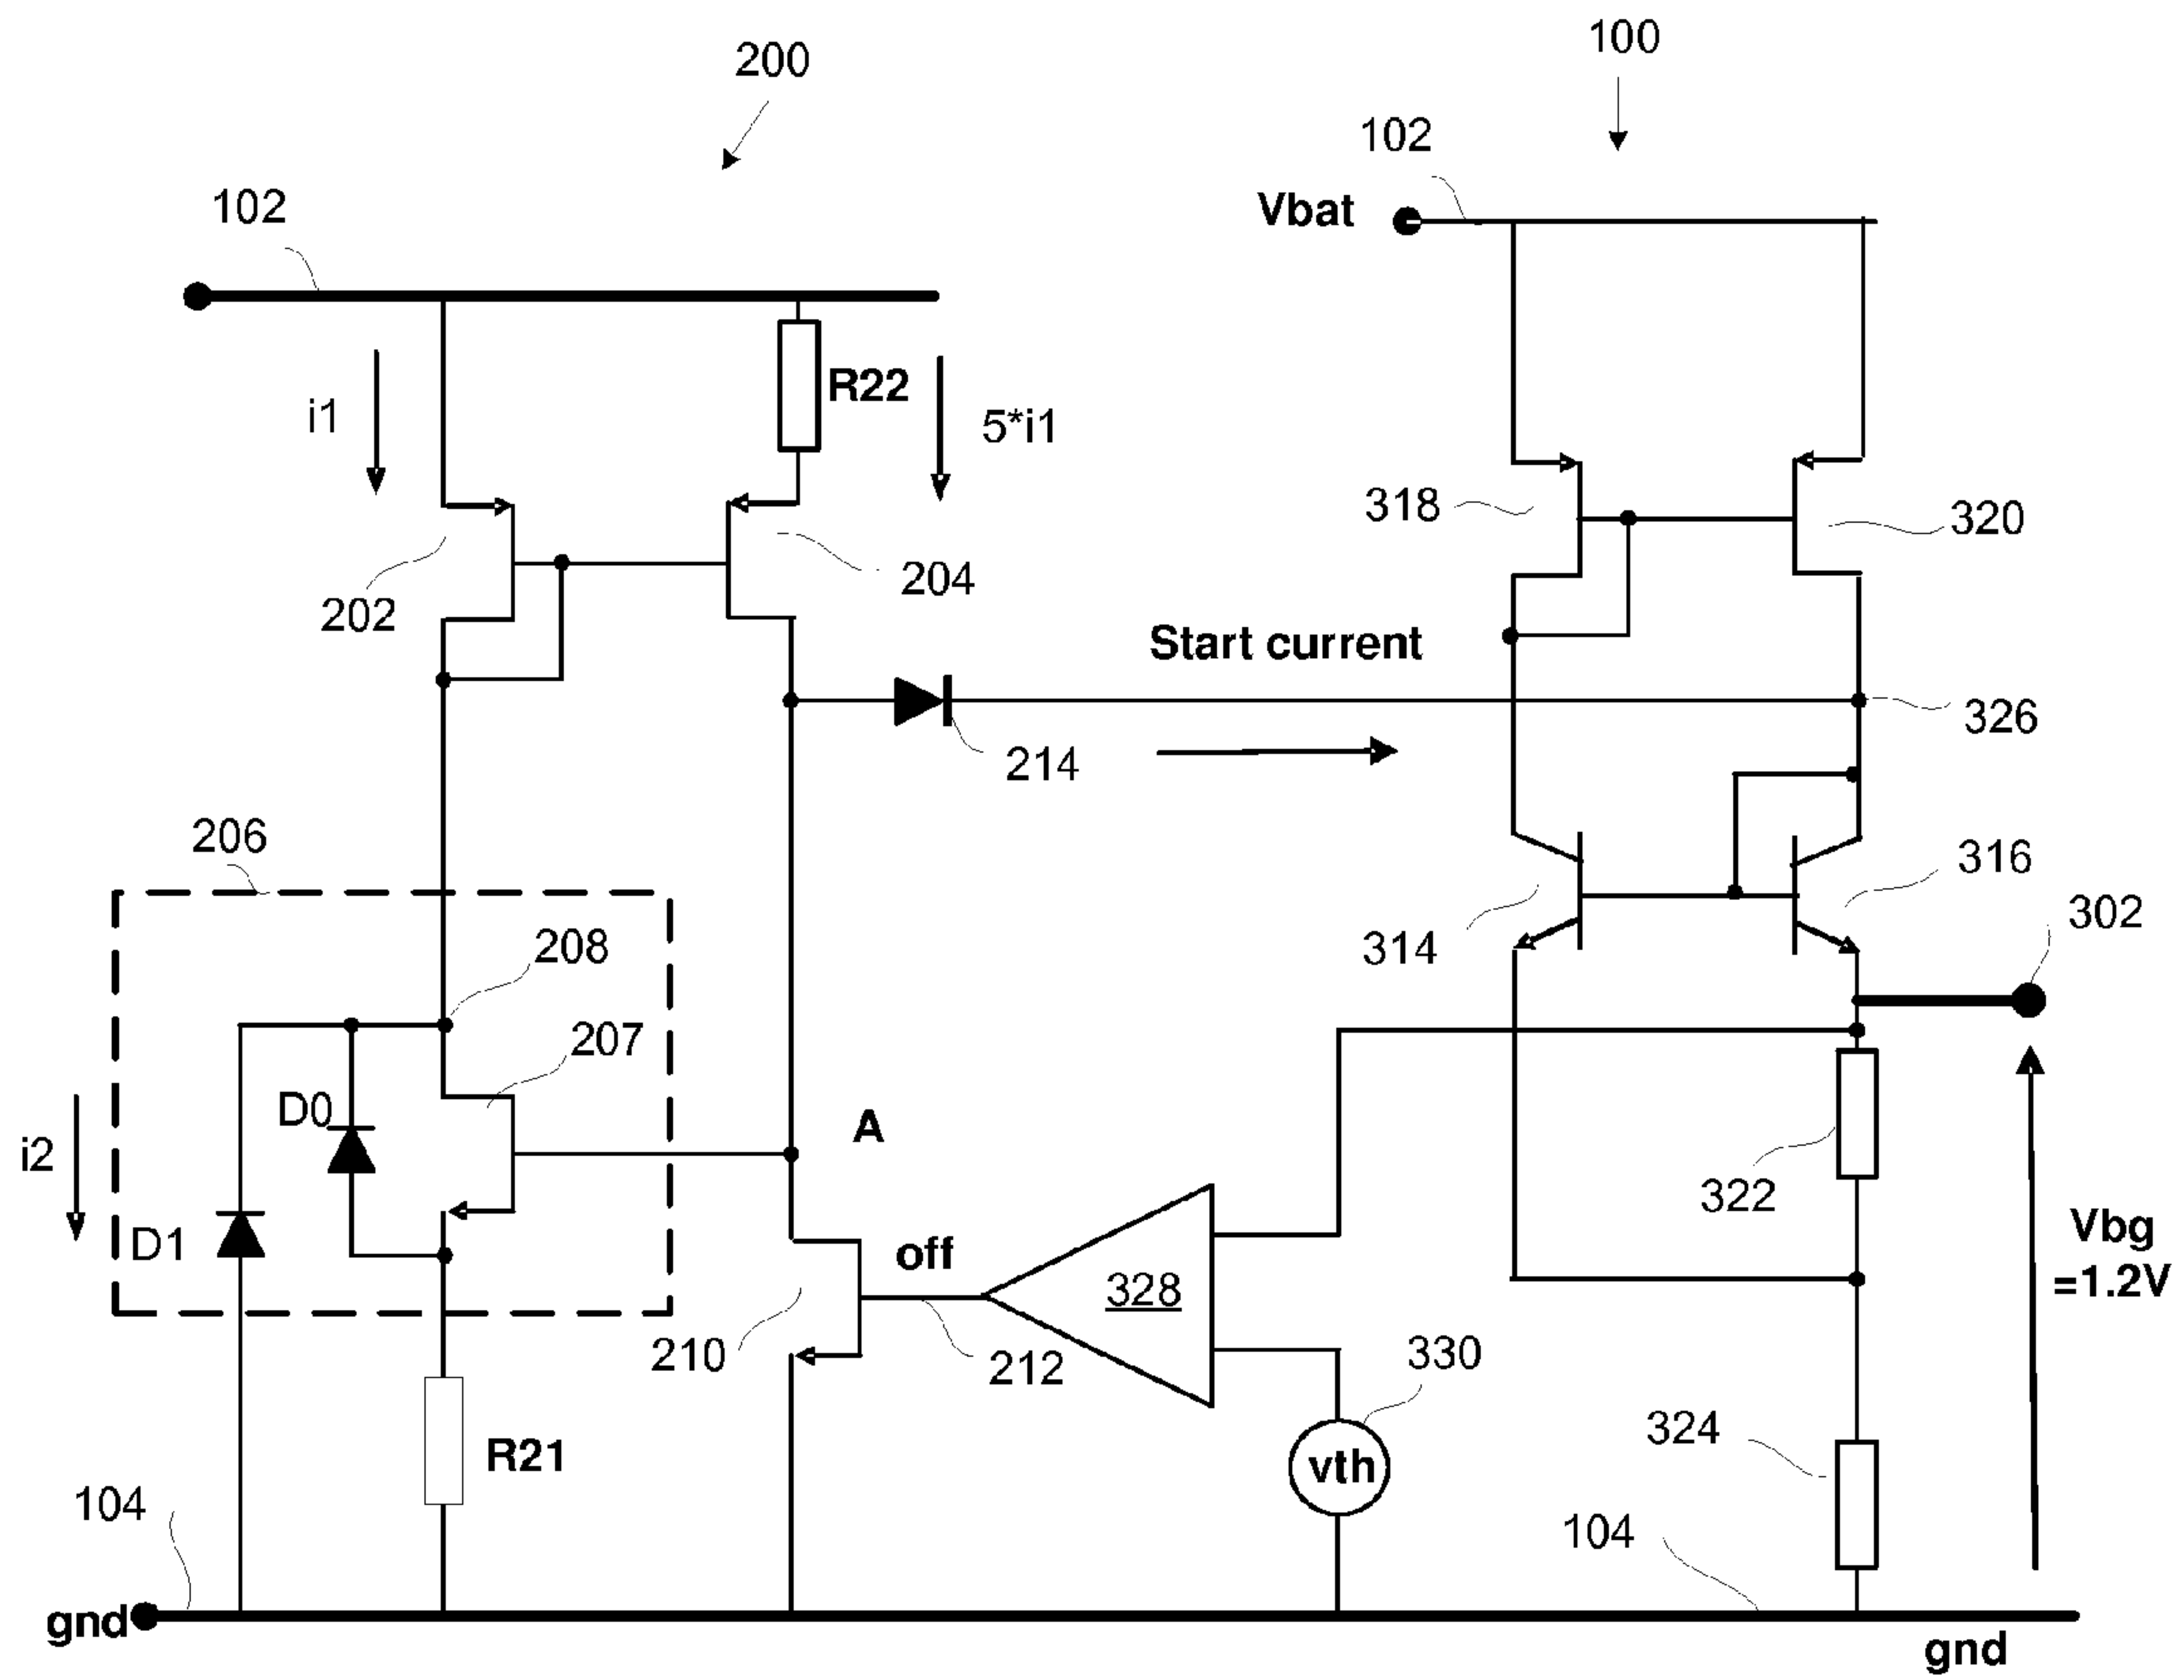 200
100
102
102
Vbat
R22
i1
5*i1
318
320
204
202
Start current
326
214
206
316
208
302
314
207
D0
A
i2
322
D1
off
328
Vbg
=1.2V
210
212
330
R21
vth
324
104
104
gnd
gnd